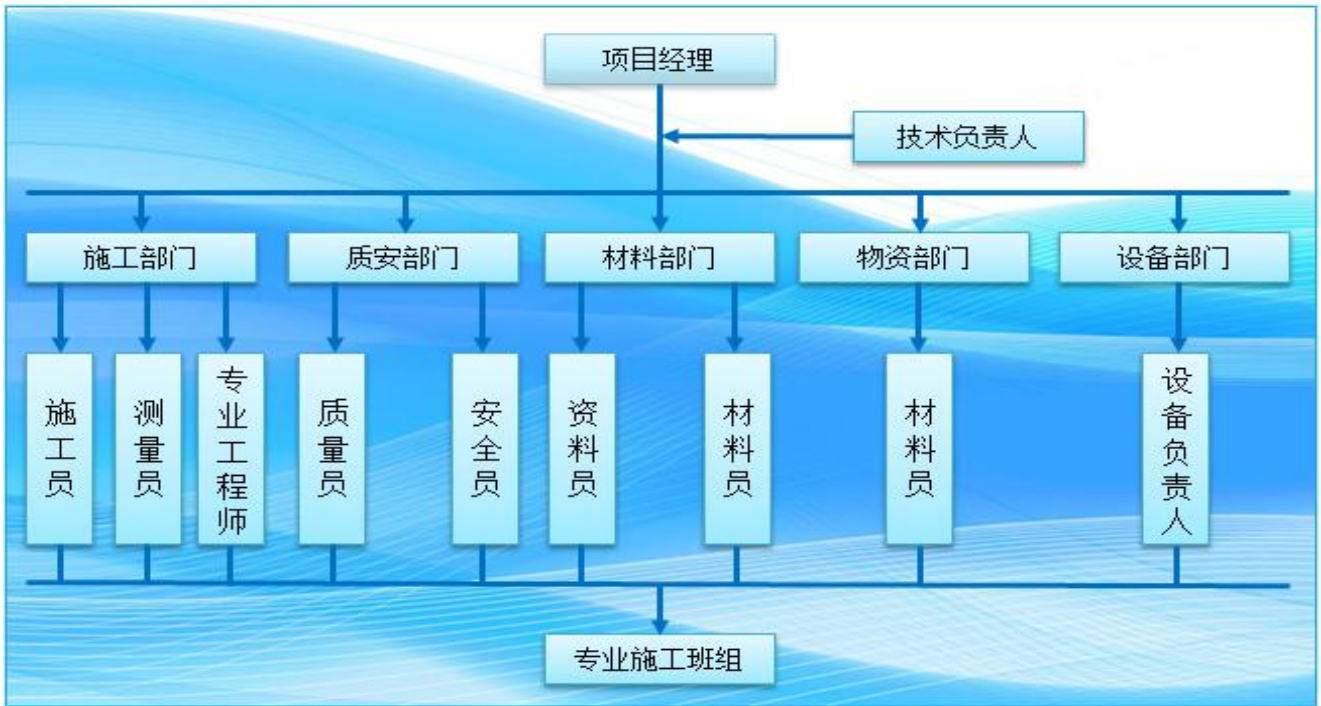 项目经理
技术负责人
施工部门
质安部门
材料部门
物资部门
设备部门
施工员
测量员
专业工程师
质量员
安全员
资料员
材料员
材料员
设备负责人
专业施工班组